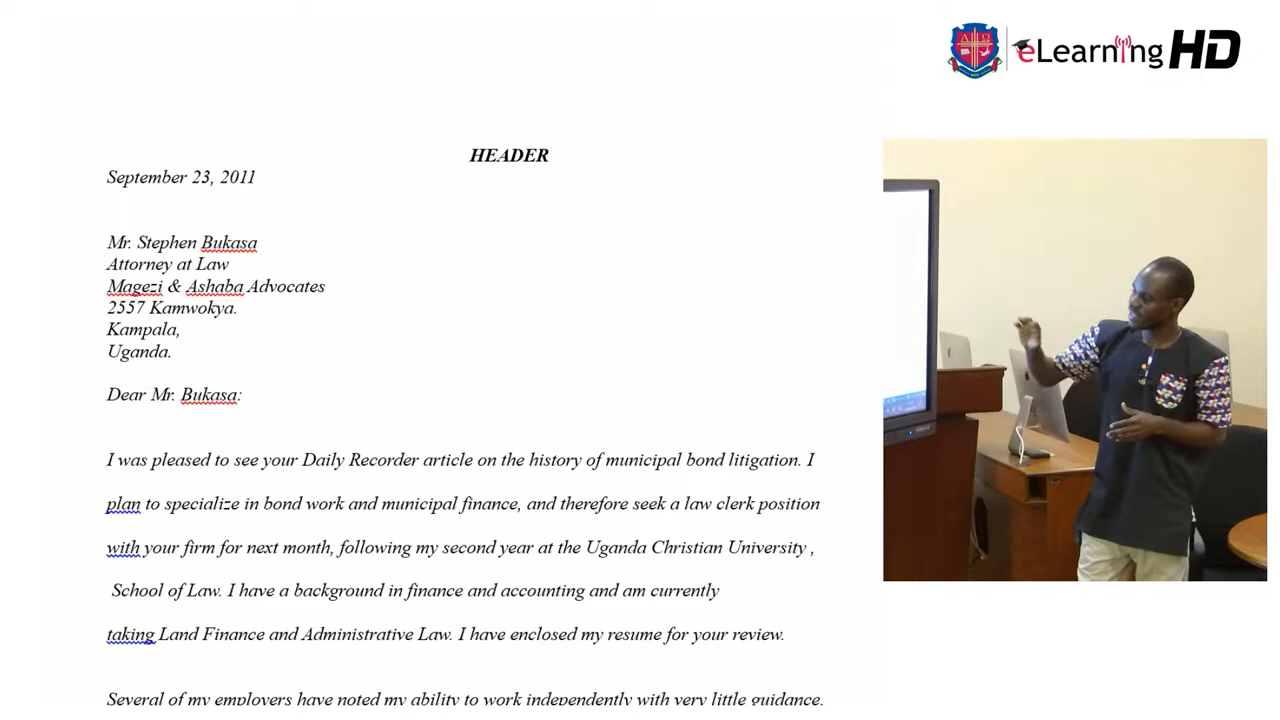 eLearning HD
HEADER
September 23, 2011
Mr. Stephen Bukasa
Attorney at Law
Magezi & Ashaba Advocates
2557 Kamwokya.
Kampala,
Uganda.
Dear Mr. Bukasa:
I was pleased to see your Daily Recorder article on the history of municipal bond litigation. I
plan to specialize in bond work and municipal finance, and therefore seek a law clerk position
with your firm for next month, following my second year at the Uganda Christian University ,
School of Law. I have a background in finance and accounting and am currently
taking Land Finance and Administrative Law. I have enclosed my resume for your review.
Several of my employers have noted my ability to work independently with very little guidance.